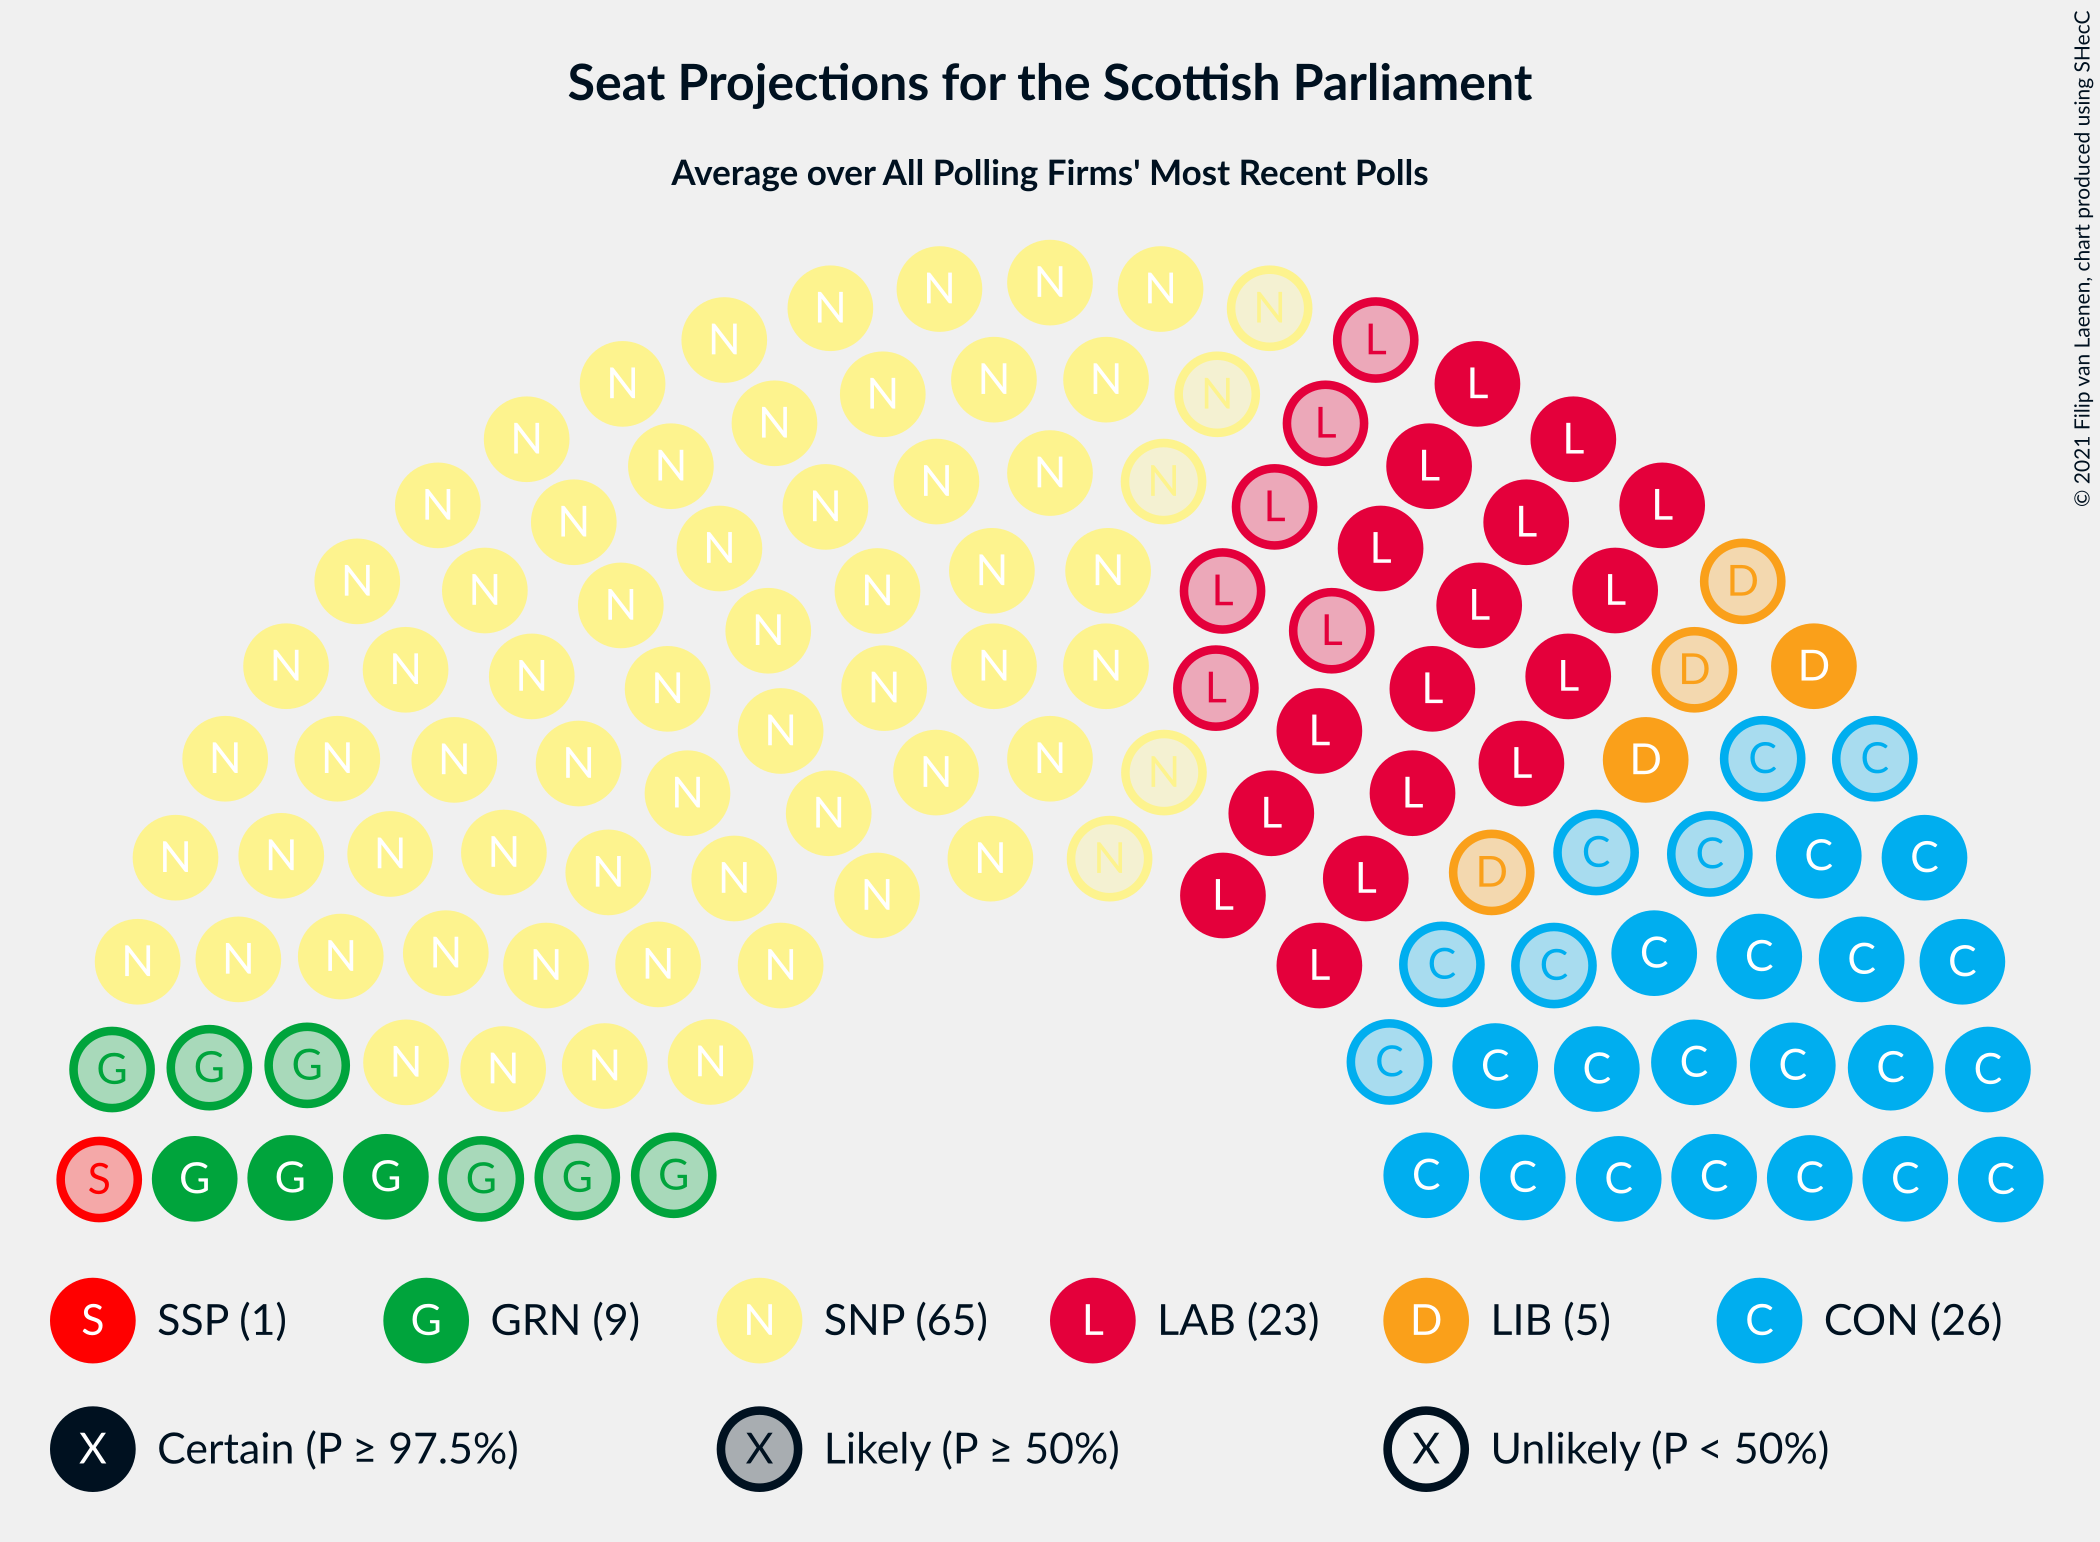 Seat Projections for the Scottish Parliament
Average over All Polling Firms' Most Recent Polls
© 2021 Filip van Laenen, chart produced using SHecC
N N N N N L
N N N N N N L L
N N N N L L
N N N N N N L L
N N N N N L L L
N N N N N L L L D
N N N N L L
N N N N N L L D D
N N N N N L L
N N N N N N L L D C C
N N N N L L
N N N N N N N N L D C C C C
N N L
N N N N N N N L C C C C C C
G G G N N N N C C C C C C C
S G G G G G G C C C C C C C
S SSP (1) G GRN (9) N SNP (65) L LAB (23) D LIB (5) C CON (26)
X Certain (P ≥ 97.5%) X Likely (P ≥ 50%) X Unlikely (P < 50%)